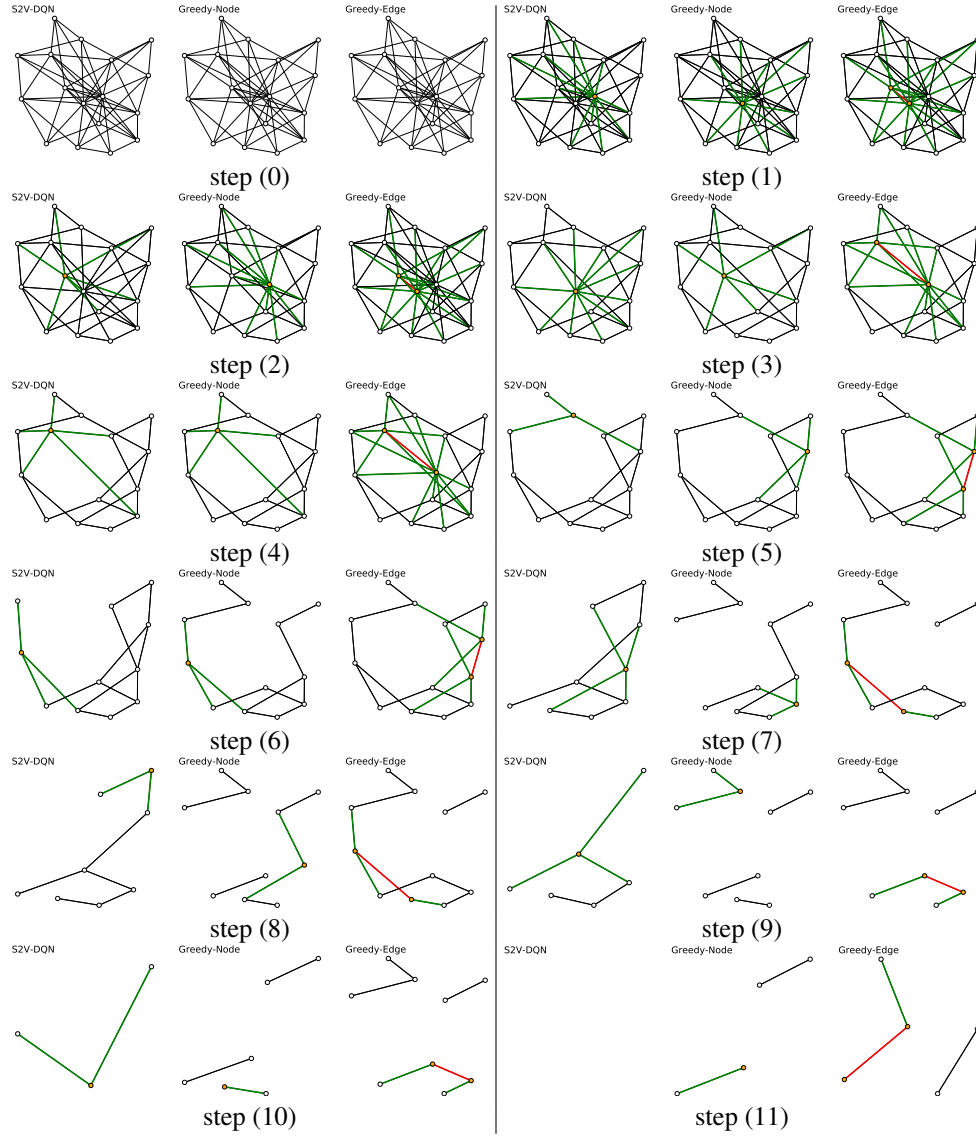 S2V-DQN Greedy-Node Greedy-Edge
S2V-DQN Greedy-Node Greedy-Edge
step (0)
step (1)
S2V-DQN Greedy-Node Greedy-Edge
S2V-DQN Greedy-Node Greedy-Edge
step (2)
step (3)
S2V-DQN Greedy-Node Greedy-Edge
S2V-DQN Greedy-Node Greedy-Edge
step (4)
step (5)
S2V-DQN Greedy-Node Greedy-Edge
S2V-DQN Greedy-Node Greedy-Edge
step (6)
step (7)
S2V-DQN Greedy-Node Greedy-Edge
S2V-DQN Greedy-Node Greedy-Edge
step (8)
step (9)
S2V-DQN Greedy-Node Greedy-Edge
S2V-DQN Greedy-Node Greedy-Edge
step (10)
step (11)